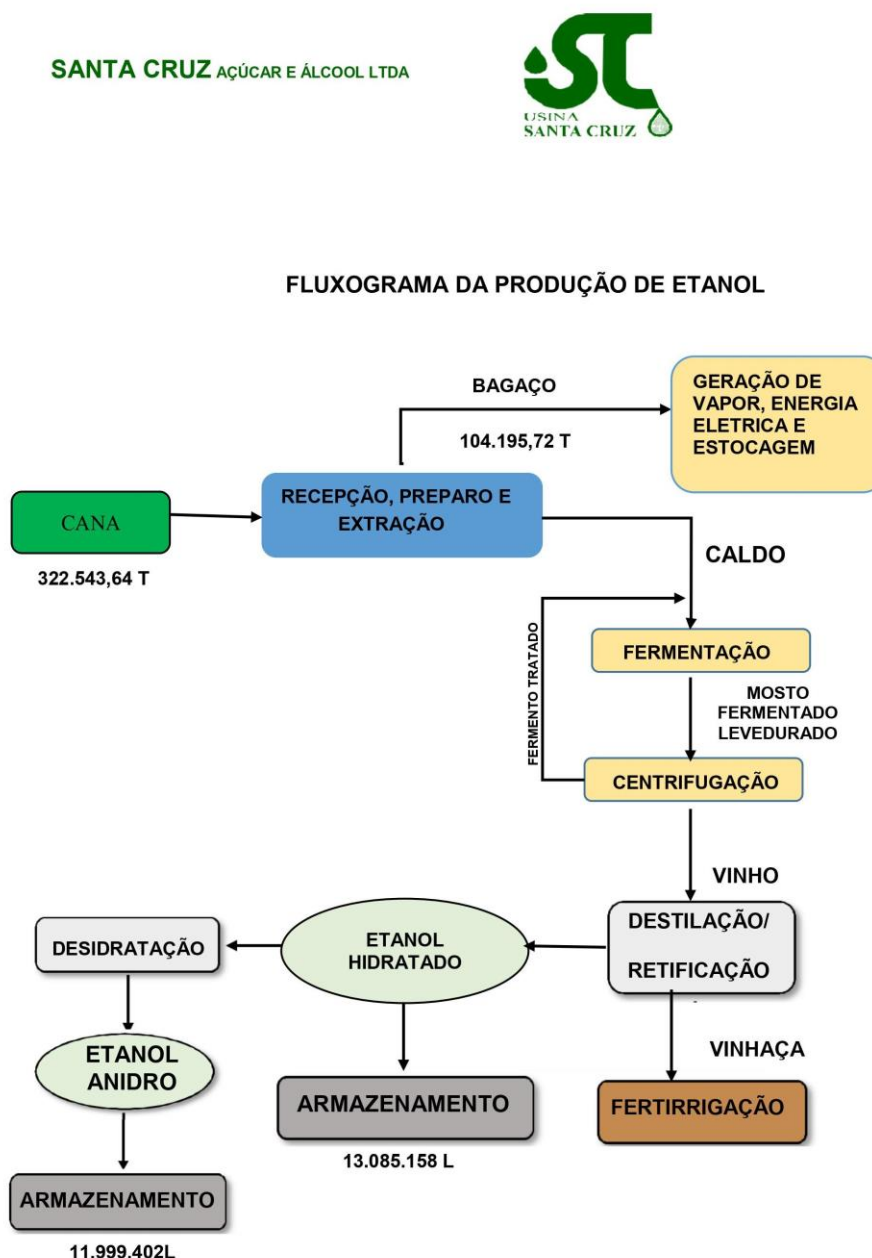 SANTA CRUZ AÇÚCAR E ÁLCOOL LTDA
ST
USINA
SANTA CRUZ
FLUXOGRAMA DA PRODUÇÃO DE ETANOL
BAGAÇO
104.195,72 T
GERAÇÃO DE
VAPOR, ENERGIA
ELETRICA E
ESTOCAGEM
CANA
322.543,64 T
RECEPÇÃO, PREPARO E
EXTRAÇÃO
CALDO
FERMENTO TRATADO
FERMENTAÇÃO
MOSTO
FERMENTADO
LEVEDURADO
CENTRIFUGAÇÃO
VINHO
DESTILAÇÃO/
RETIFICAÇÃO
ETANOL
HIDRATADO
DESIDRATAÇÃO
VINHAÇA
FERTIRRIGAÇÃO
ARMAZENAMENTO
13.085.158 L
ETANOL
ANIDRO
ARMAZENAMENTO
11.999.402L